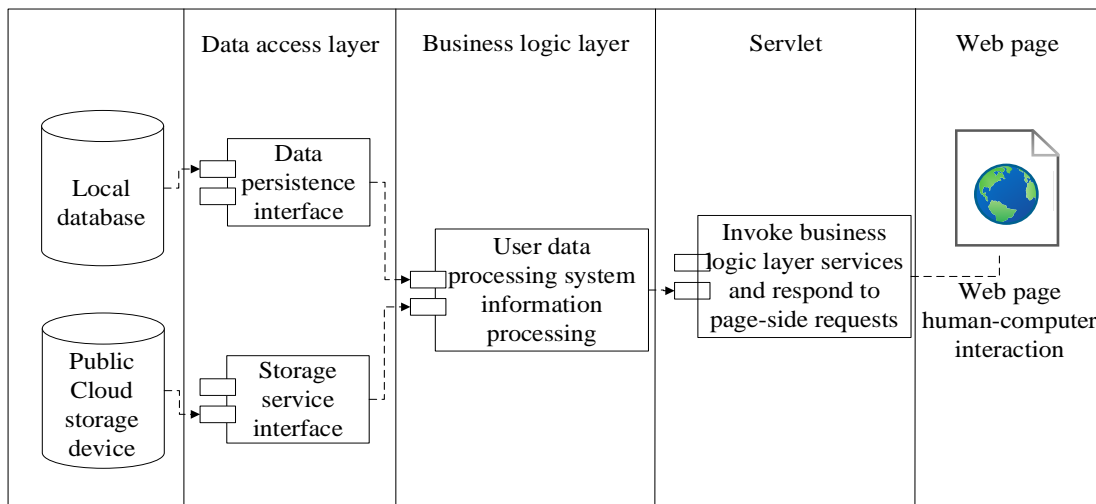 Data access layer
Business logic layer
Servlet
Web page
Local
database
Data
persistence
interface
User data
processing system
information
processing
Invoke business
logic layer services
and respond to
page-side requests
Web page
human-computer
interaction
Public
Cloud
storage
device
Storage
service
interface